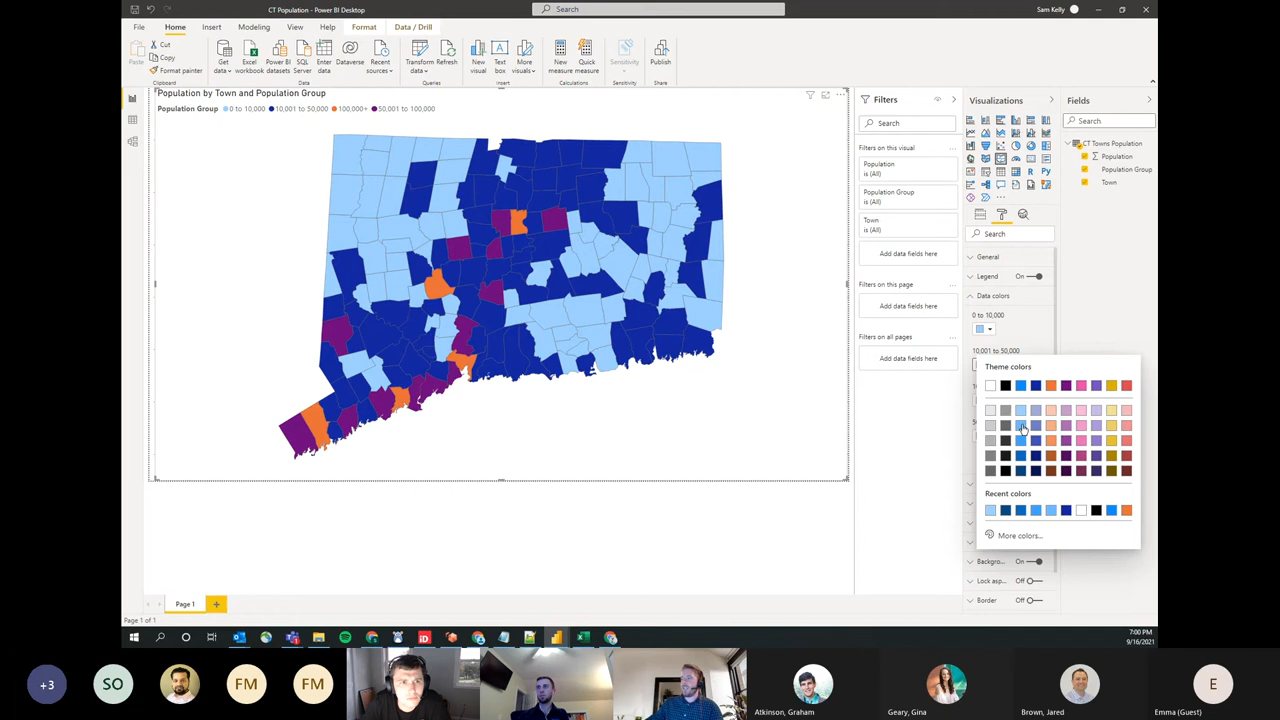 CT Population - Power BI Desktop
Search
Sam Kelly
File Home Insert Modeling View Help Format Data / Drill
Paste
Cut
Copy
Format painter
Get data
Excel workbook
Power BI datasets
SQL Server
Enter data
Dataverse
Recent sources
Transform data
Refresh
New visual
Text box
More visuals
New measure
Quick measure
Sensitivity
Publish
Clipboard
Data
Queries
Insert
Calculations
Sensitivity
Share
Population by Town and Population Group
Population Group 0 to 10,000 10,001 to 50,000 100,000+ 50,001 to 100,000
Filters
Search
Filters on this visual
Population
is (All)
Population Group
is (All)
Town
is (All)
Add data fields here
Filters on this page
Add data fields here
Filters on all pages
Add data fields here
Visualizations
Search
General
Legend On
Data colors
0 to 10,000
10,001 to 50,000
Theme colors
Recent colors
More colors...
Backgro... On
Lock asp... Off
Border Off
Fields
Search
CT Towns Population
Population
Population Group
Town
Page 1
Page 1 of 1
7:00 PM
9/16/2021
+3
SO
FM
FM
Atkinson, Graham
Geary, Gina
Brown, Jared
E
Emma (Guest)